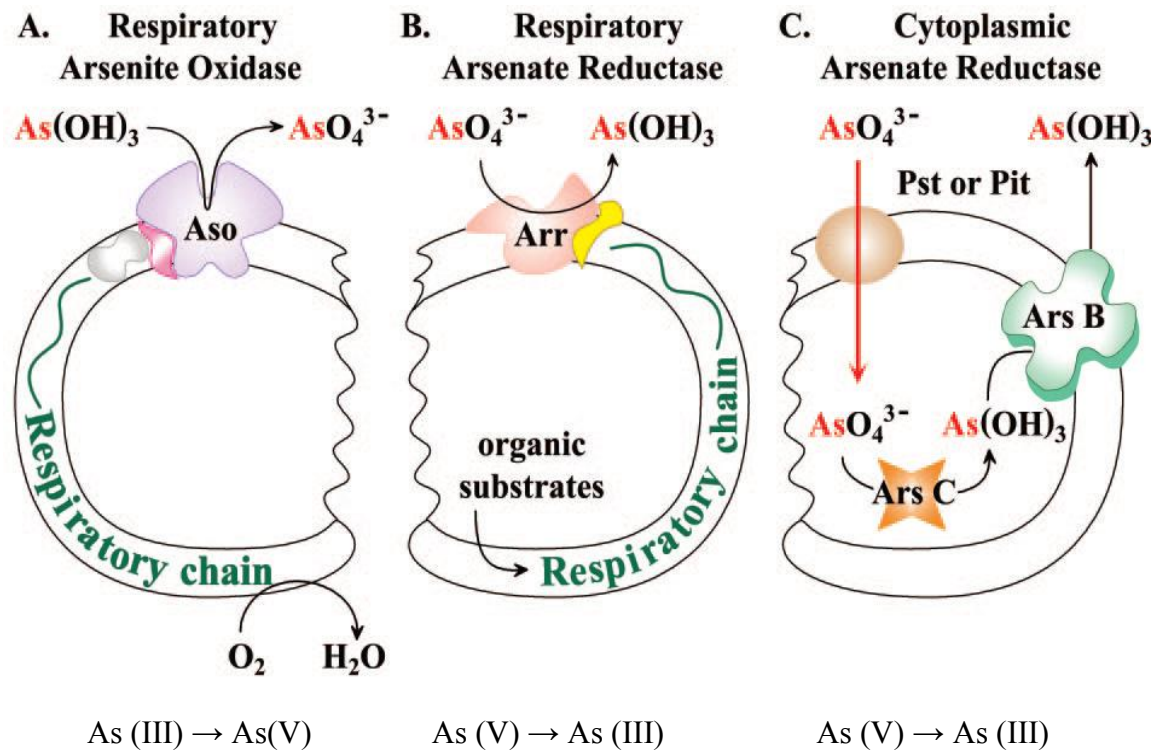 A. Respiratory
Arsenite Oxidase
As(OH)₃
AsO₄³⁻
Aso
Respiratory chain
O₂
H₂O
As (III) → As(V)
B. Respiratory
Arsenate Reductase
AsO₄³⁻
As(OH)₃
Arr
organic
substrates
Respiratory chain
As (V) → As (III)
C. Cytoplasmic
Arsenate Reductase
AsO₄³⁻
As(OH)₃
Pst or Pit
Ars B
AsO₄³⁻
As(OH)₃
Ars C
As (V) → As (III)